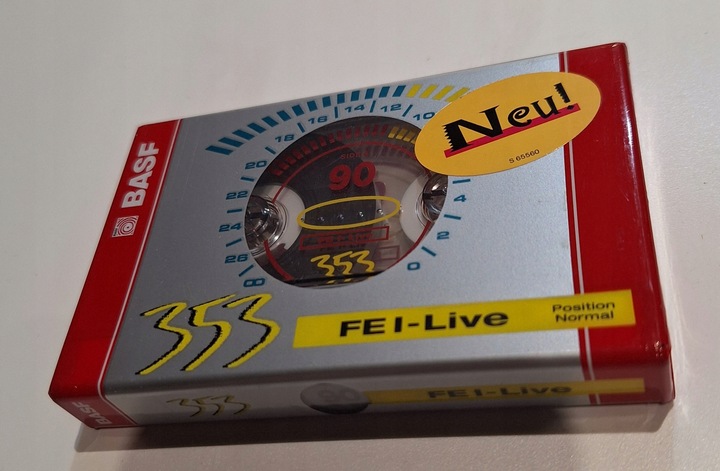 BASF
Neu!
S 65560
18 16 14 12 10
20
22
24
26
8
4
2
0
90
353
353
FE I-Live
Position
Normal
BASF
353
FE I-Live